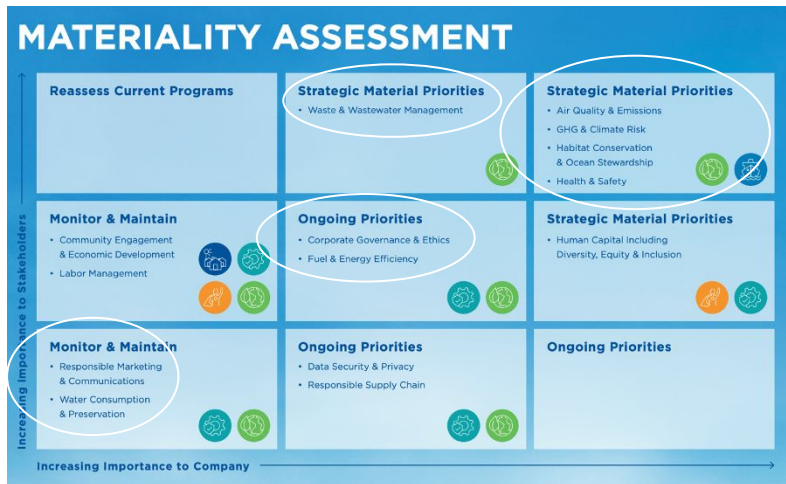 MATERIALITY ASSESSMENT
Increasing Importance to Stakeholders
Reassess Current Programs
Strategic Material Priorities
• Waste & Wastewater Management
Strategic Material Priorities
• Air Quality & Emissions
• GHG & Climate Risk
• Habitat Conservation
& Ocean Stewardship
• Health & Safety
Monitor & Maintain
• Community Engagement
& Economic Development
• Labor Management
Ongoing Priorities
• Corporate Governance & Ethics
• Fuel & Energy Efficiency
Strategic Material Priorities
• Human Capital Including
Diversity, Equity & Inclusion
Monitor & Maintain
• Responsible Marketing
& Communications
• Water Consumption
& Preservation
Ongoing Priorities
• Data Security & Privacy
• Responsible Supply Chain
Ongoing Priorities
Increasing Importance to Company